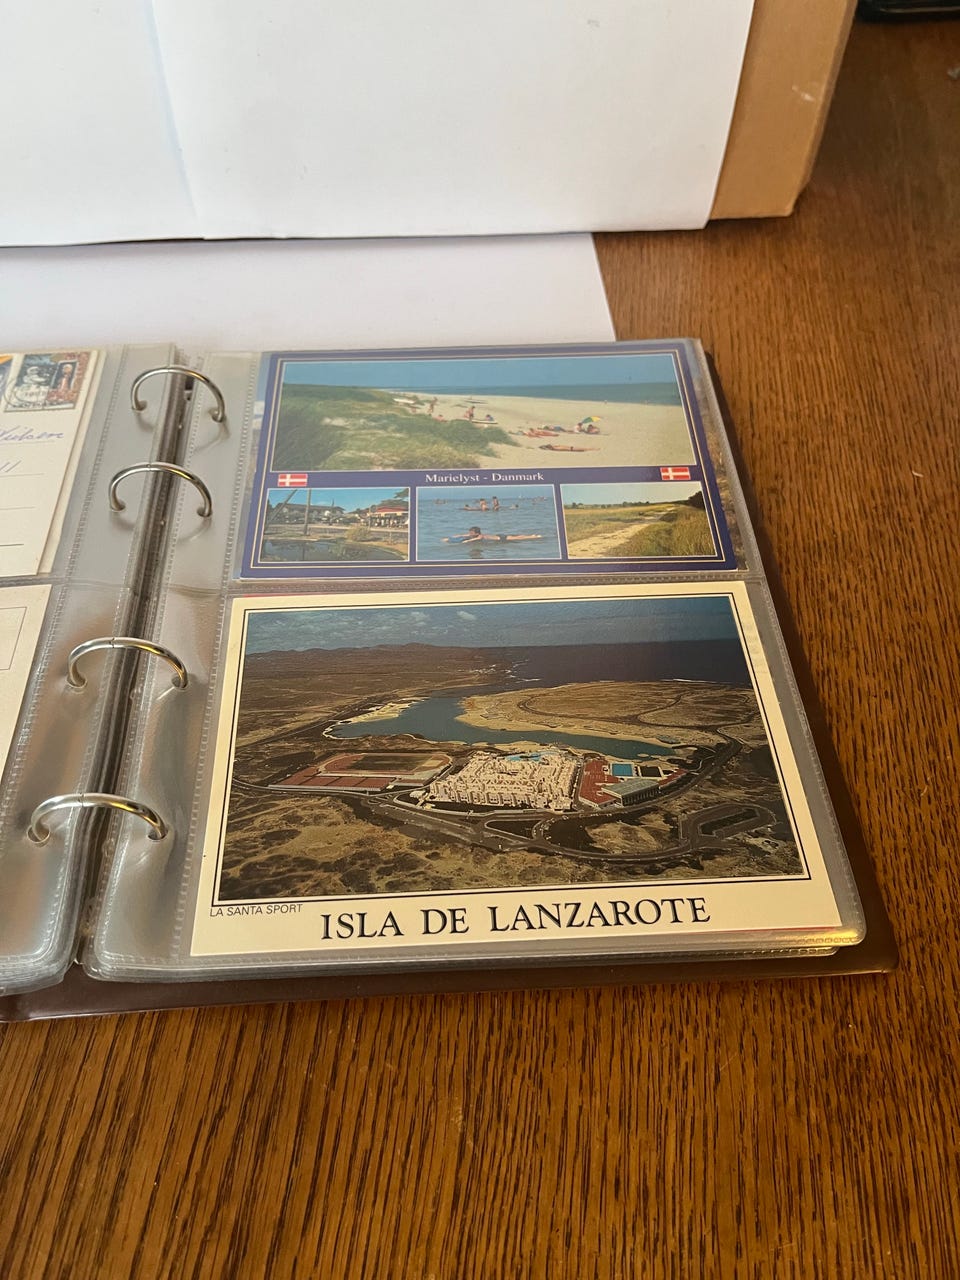 Marielyst - Danmark
LA SANTA SPORT
ISLA DE LANZAROTE